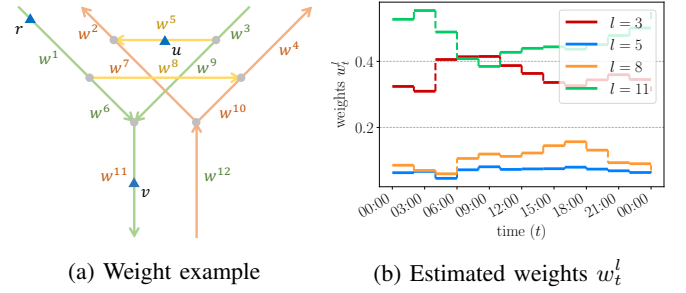 r
w^1
w^2
w^5
u
w^3
w^4
w^7
w^8
w^9
w^6
w^10
w^11
v
w^12
(a) Weight example
weights w_t^l
0.4
0.2
l = 3
l = 5
l = 8
l = 11
00:00
03:00
06:00
09:00
12:00
15:00
18:00
21:00
00:00
time (t)
(b) Estimated weights w_t^l